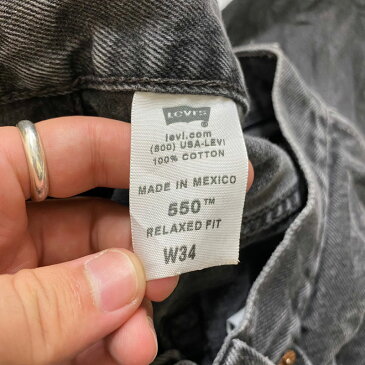 LEVI'S
levi.com
(800) USA-LEVI
100% COTTON
MADE IN MEXICO
550™
RELAXED FIT
W34